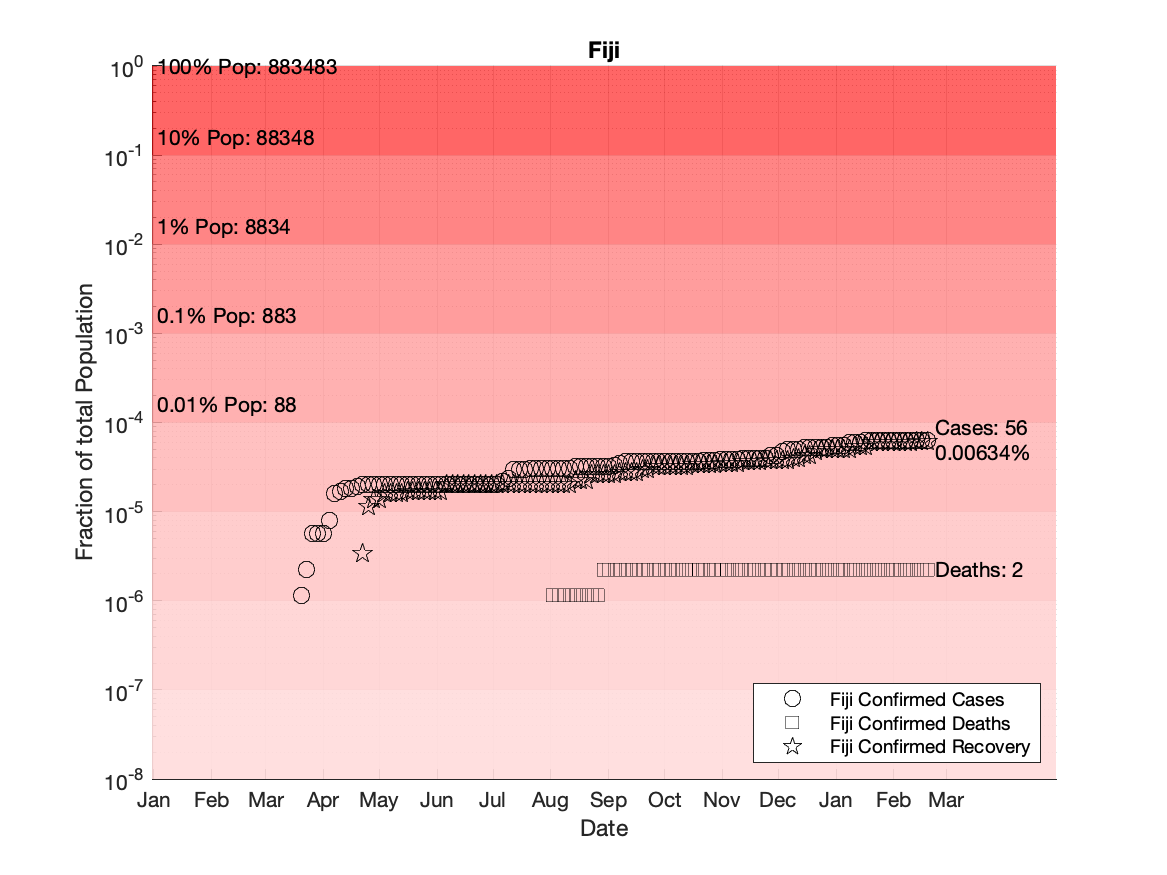 Fiji
10^0
100% Pop: 883483
10% Pop: 88348
10^-1
1% Pop: 8834
10^-2
0.1% Pop: 883
10^-3
0.01% Pop: 88
10^-4
Cases: 56
0.00634%
10^-5
Deaths: 2
10^-6
10^-7
10^-8
Fraction of total Population
Fiji Confirmed Cases
Fiji Confirmed Deaths
Fiji Confirmed Recovery
Jan Feb Mar Apr May Jun Jul Aug Sep Oct Nov Dec Jan Feb Mar
Date